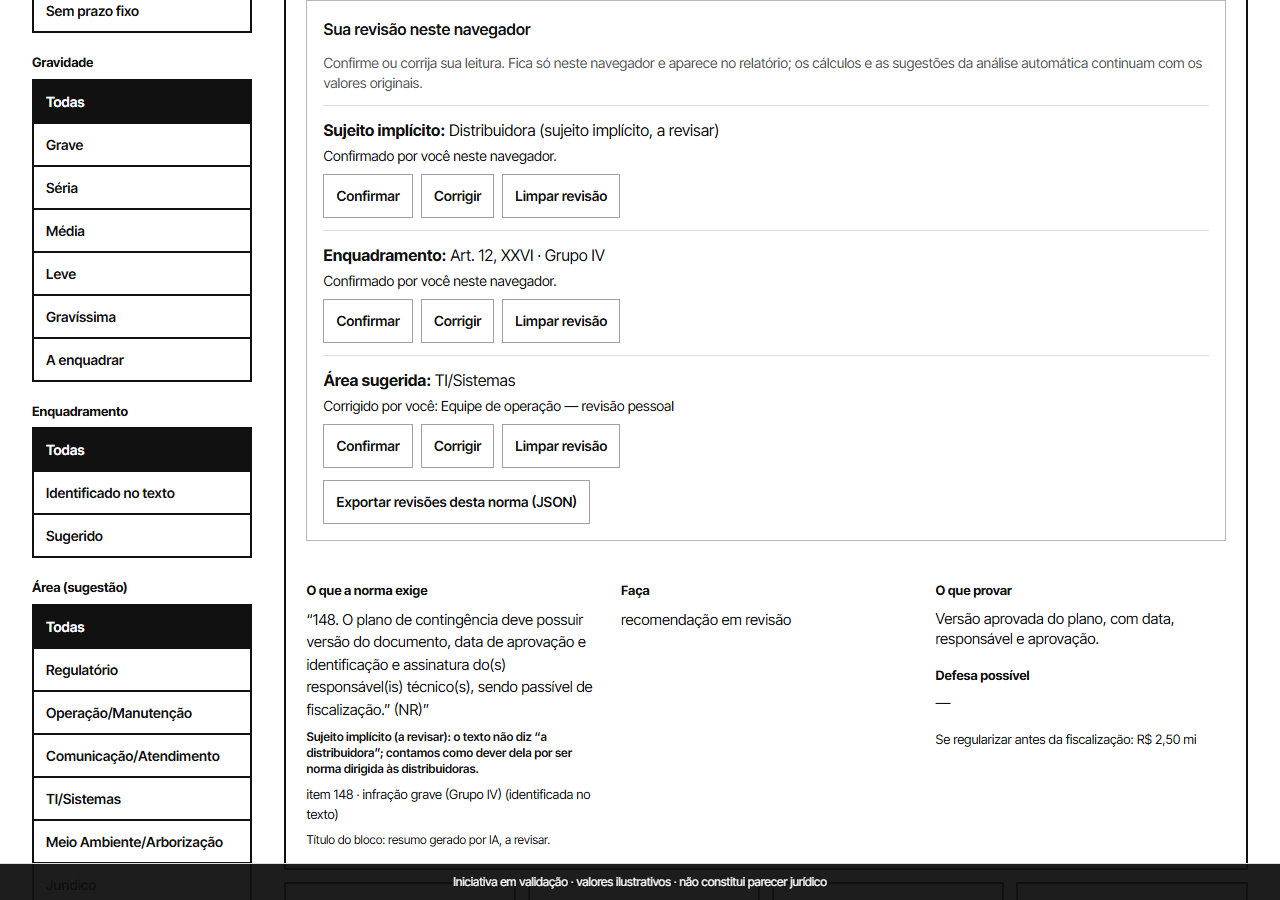 Sem prazo fixo
Gravidade
Todas
Grave
Séria
Média
Leve
Gravíssima
A enquadrar
Enquadramento
Todas
Identificado no texto
Sugerido
Área (sugestão)
Todas
Regulatório
Operação/Manutenção
Comunicação/Atendimento
TI/Sistemas
Meio Ambiente/Arborização
Jurídico
Sua revisão neste navegador
Confirme ou corrija sua leitura. Fica só neste navegador e aparece no relatório; os cálculos e as sugestões da análise automática continuam com os
valores originais.
Sujeito implícito: Distribuidora (sujeito implícito, a revisar)
Confirmado por você neste navegador.
Confirmar Corrigir Limpar revisão
Enquadramento: Art. 12, XXVI · Grupo IV
Confirmado por você neste navegador.
Confirmar Corrigir Limpar revisão
Área sugerida: TI/Sistemas
Corrigido por você: Equipe de operação — revisão pessoal
Confirmar Corrigir Limpar revisão
Exportar revisões desta norma (JSON)
O que a norma exige
“148. O plano de contingência deve possuir
versão do documento, data de aprovação e
identificação e assinatura do(s)
responsável(is) técnico(s), sendo passível de
fiscalização.” (NR)”
Sujeito implícito (a revisar): o texto não diz “a
distribuidora”; contamos como dever dela por ser
norma dirigida às distribuidoras.
item 148 · infração grave (Grupo IV) (identificada no
texto)
Título do bloco: resumo gerado por IA, a revisar.
Faça
recomendação em revisão
O que provar
Versão aprovada do plano, com data,
responsável e aprovação.
Defesa possível
—
Se regularizar antes da fiscalização: R$ 2,50 mi
Iniciativa em validação · valores ilustrativos · não constitui parecer jurídico